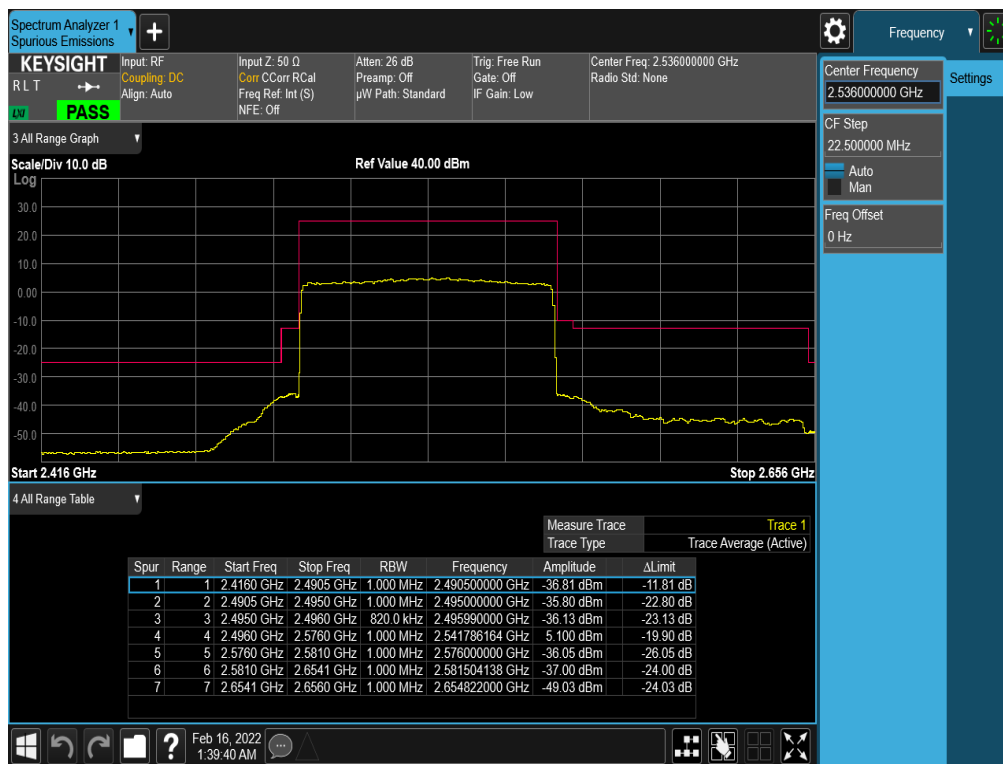 Spectrum Analyzer 1
Spurious Emissions
Frequency
KEYSIGHT
R L T
LXI
PASS
Input: RF
Coupling: DC
Align: Auto
Input Z: 50 Ω
Corr CCorr RCal
Freq Ref: Int (S)
NFE: Off
Atten: 26 dB
Preamp: Off
µW Path: Standard
Trig: Free Run
Gate: Off
IF Gain: Low
Center Freq: 2.536000000 GHz
Radio Std: None
Center Frequency
2.536000000 GHz
Settings
CF Step
22.500000 MHz
Auto
Man
Freq Offset
0 Hz
3 All Range Graph
Scale/Div 10.0 dB
Ref Value 40.00 dBm
Log
30.0
20.0
10.0
0.00
-10.0
-20.0
-30.0
-40.0
-50.0
Start 2.416 GHz
Stop 2.656 GHz
4 All Range Table
Measure Trace Trace 1
Trace Type Trace Average (Active)
Spur Range Start Freq Stop Freq RBW Frequency Amplitude ΔLimit
1 1 2.4160 GHz 2.4905 GHz 1.000 MHz 2.490500000 GHz -36.81 dBm -11.81 dB
2 2 2.4905 GHz 2.4950 GHz 1.000 MHz 2.495000000 GHz -35.80 dBm -22.80 dB
3 3 2.4950 GHz 2.4960 GHz 820.0 kHz 2.495990000 GHz -36.13 dBm -23.13 dB
4 4 2.4960 GHz 2.5760 GHz 1.000 MHz 2.541786164 GHz 5.100 dBm -19.90 dB
5 5 2.5760 GHz 2.5810 GHz 1.000 MHz 2.576000000 GHz -36.05 dBm -26.05 dB
6 6 2.5810 GHz 2.6541 GHz 1.000 MHz 2.581504138 GHz -37.00 dBm -24.00 dB
7 7 2.6541 GHz 2.6560 GHz 1.000 MHz 2.654822000 GHz -49.03 dBm -24.03 dB
Feb 16, 2022
1:39:40 AM